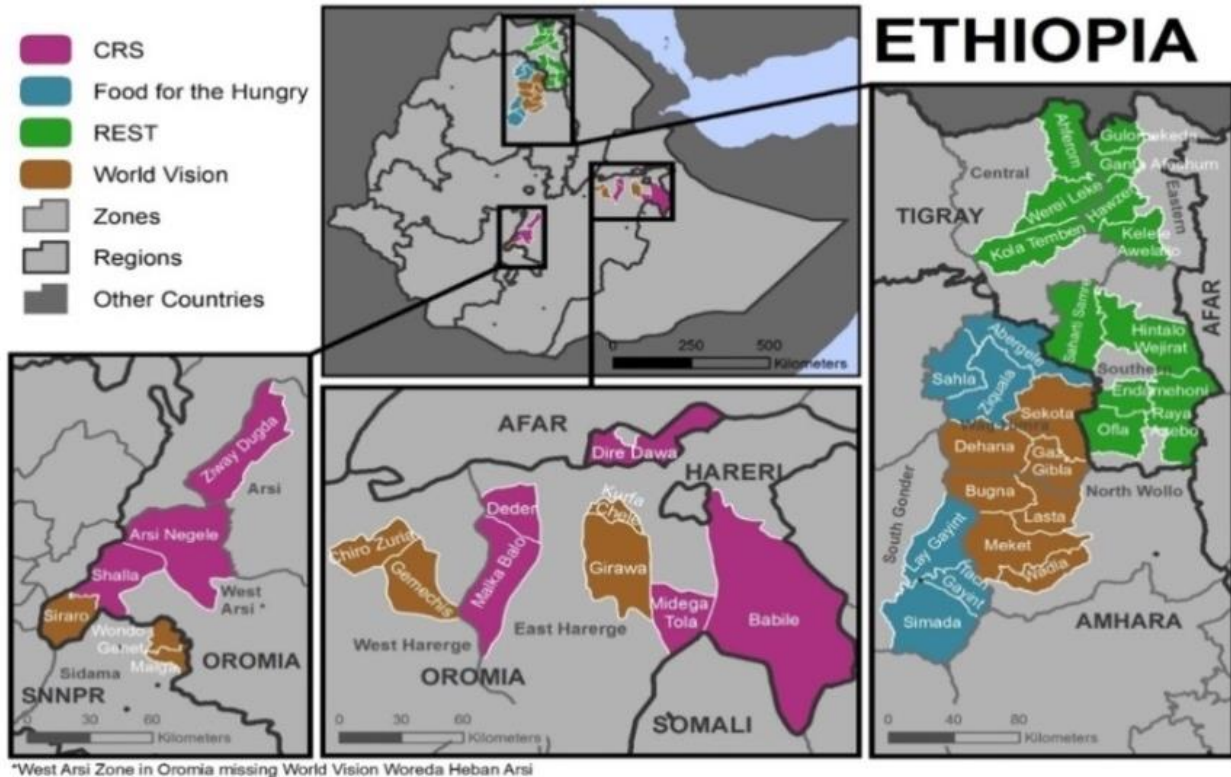 ETHIOPIA
CRS
Food for the Hungry
REST
World Vision
Zones
Regions
Other Countries
0 250 500
Kilometers
Ziway Dugda
Arsi
Arsi Negele
Shalla
West
Arsi *
Siraro
Wondo
Genet
Malga
Sidama
OROMIA
SNNPR
0 30 60
Kilometers
AFAR
Dire Dawa
HARERI
Kurfa
Chele
Deder
Malka Balo
Chiro Zuria
Gemechis
Girawa
Midega
Tola
Babile
East Harerge
West Harerge
OROMIA
SOMALI
0 30 60
Kilometers
Ahferom
Gulomekeda
Ganta Afeshum
Central
Eastern
TIGRAY
Werei Leke
Hawzen
Kola Temben
Kelete
Awelallo
AFAR
Saharti Samre
Hintalo
Wejirat
Southern
Abergele
Sahla
Ziquala
Sekota
Endamehoni
Raya
Azebo
Ofla
Dehana
Gaz
Gibla
Bugna
North Wollo
Lasta
South Gonder
Lay Gayint
Meket
Wadla
Tach
Gayint
Simada
AMHARA
0 40 80
Kilometers
*West Arsi Zone in Oromia missing World Vision Woreda Heban Arsi